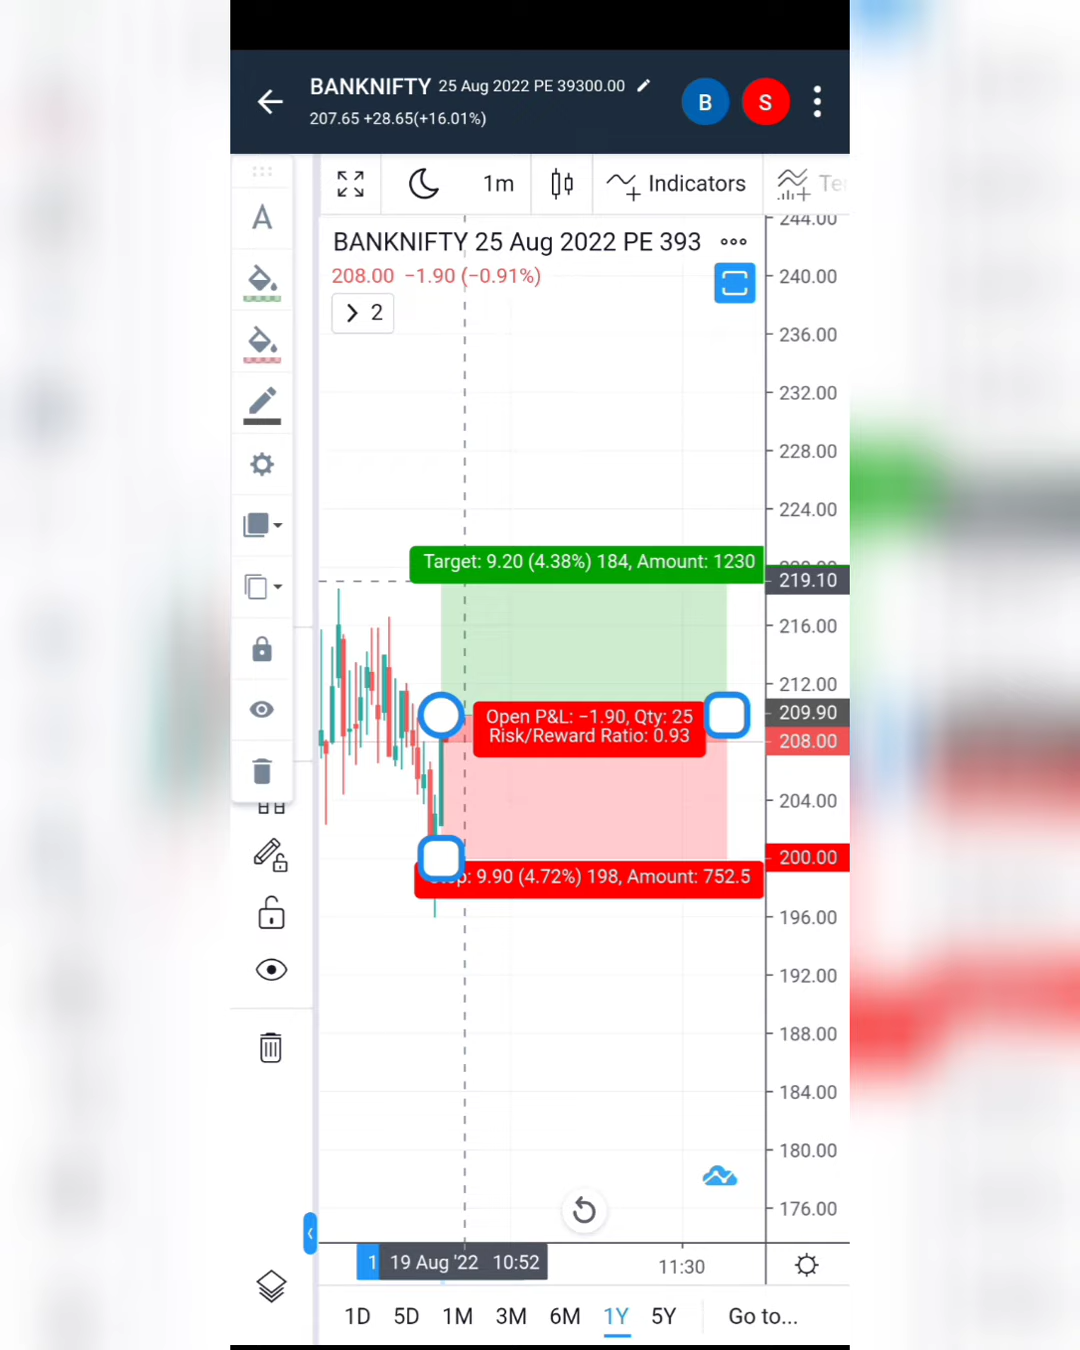 BANKNIFTY 25 Aug 2022 PE 39300.00
207.65 +28.65(+16.01%)
B
S
A
1m
Indicators
Te
BANKNIFTY 25 Aug 2022 PE 393
208.00 −1.90 (−0.91%)
2
244.00
240.00
236.00
232.00
228.00
224.00
Target: 9.20 (4.38%) 184, Amount: 1230
219.10
216.00
212.00
209.90
Open P&L: −1.90, Qty: 25
Risk/Reward Ratio: 0.93
208.00
204.00
200.00
9.90 (4.72%) 198, Amount: 752.5
196.00
192.00
188.00
184.00
180.00
176.00
1
19 Aug '22 10:52
11:30
1D 5D 1M 3M 6M 1Y 5Y Go to...